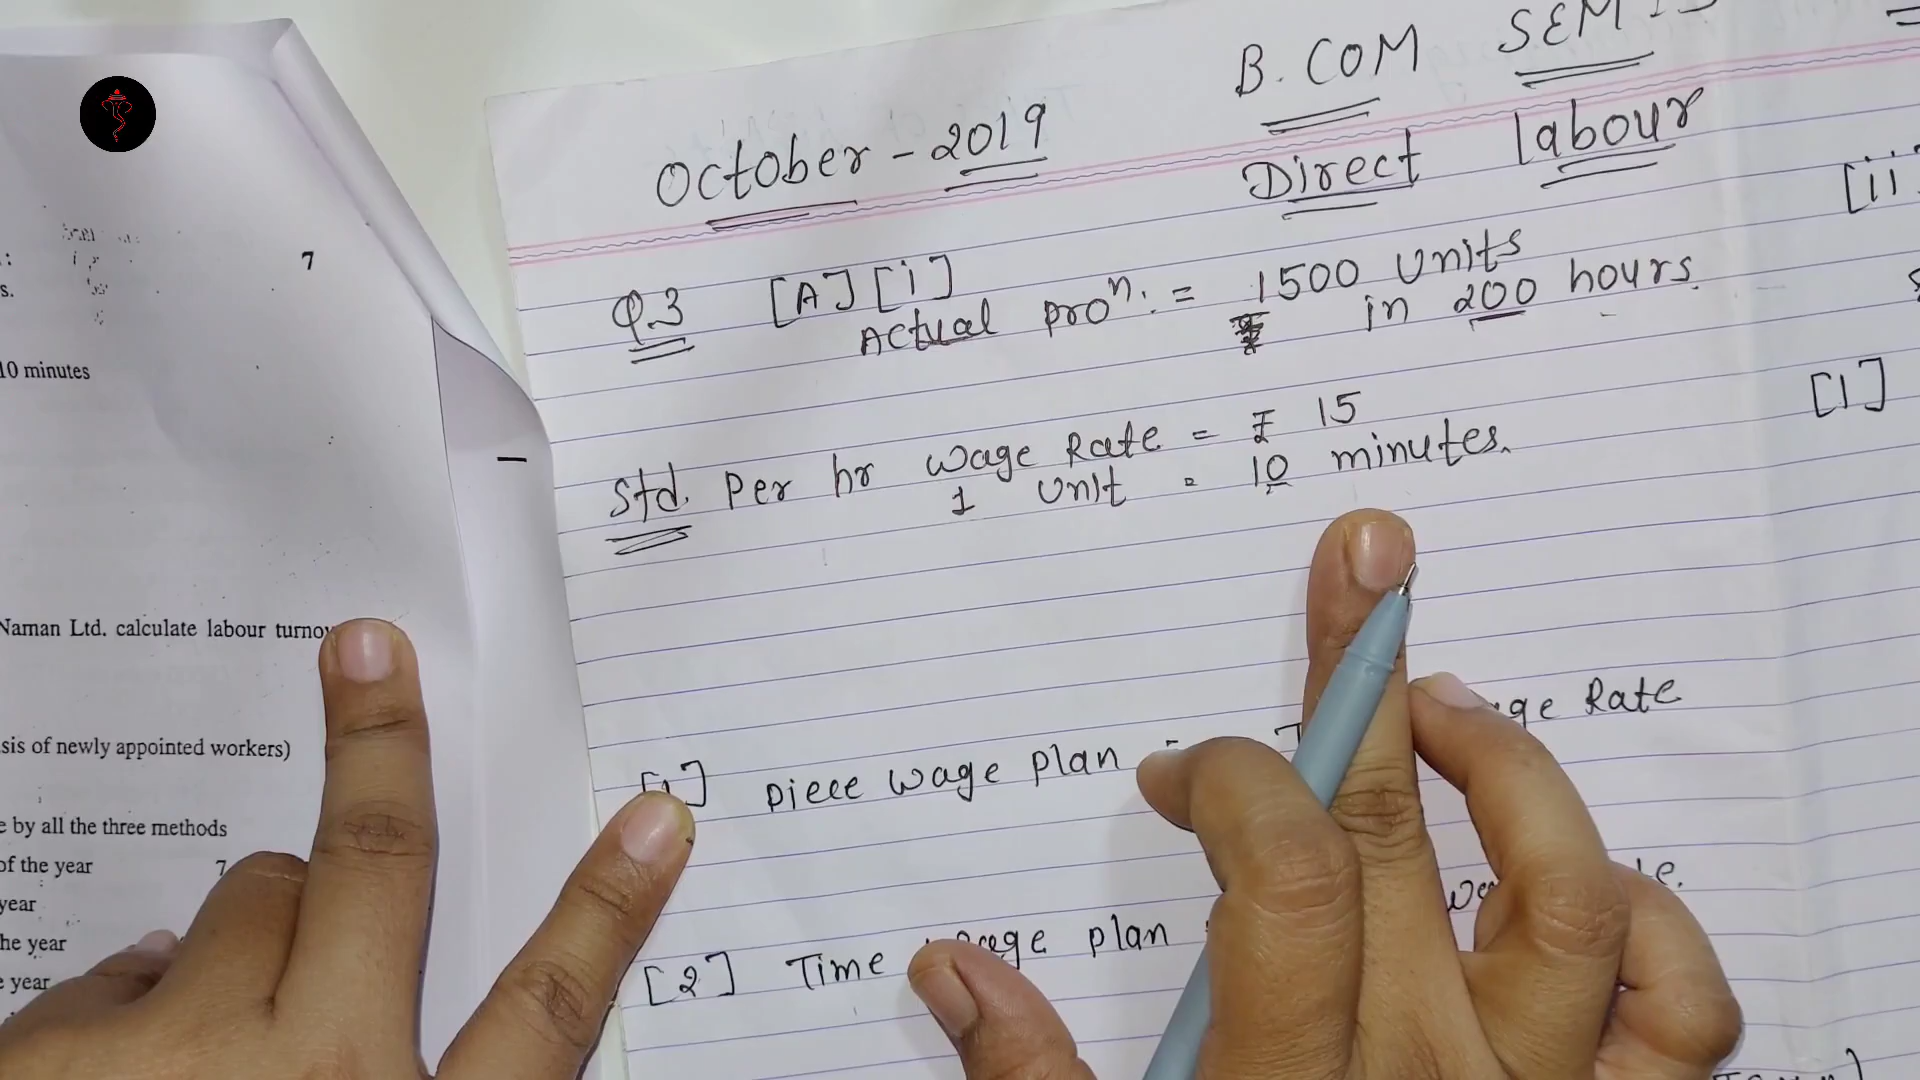 7
s.
10 minutes
Naman Ltd. calculate labour
sis of newly appointed workers)
e by all the three methods
of the year 7
year
he year
e year
B.COM SEM
October - 2019
Direct labour
[ii]
Q.3 [A][i]
Actual proⁿ. = 1500 units
in 200 hours.
[1]
Std. Per hr wage Rate = ₹ 15
1 unit = 10 minutes.
[1] piece wage plan = Rate
[2] Time wage plan